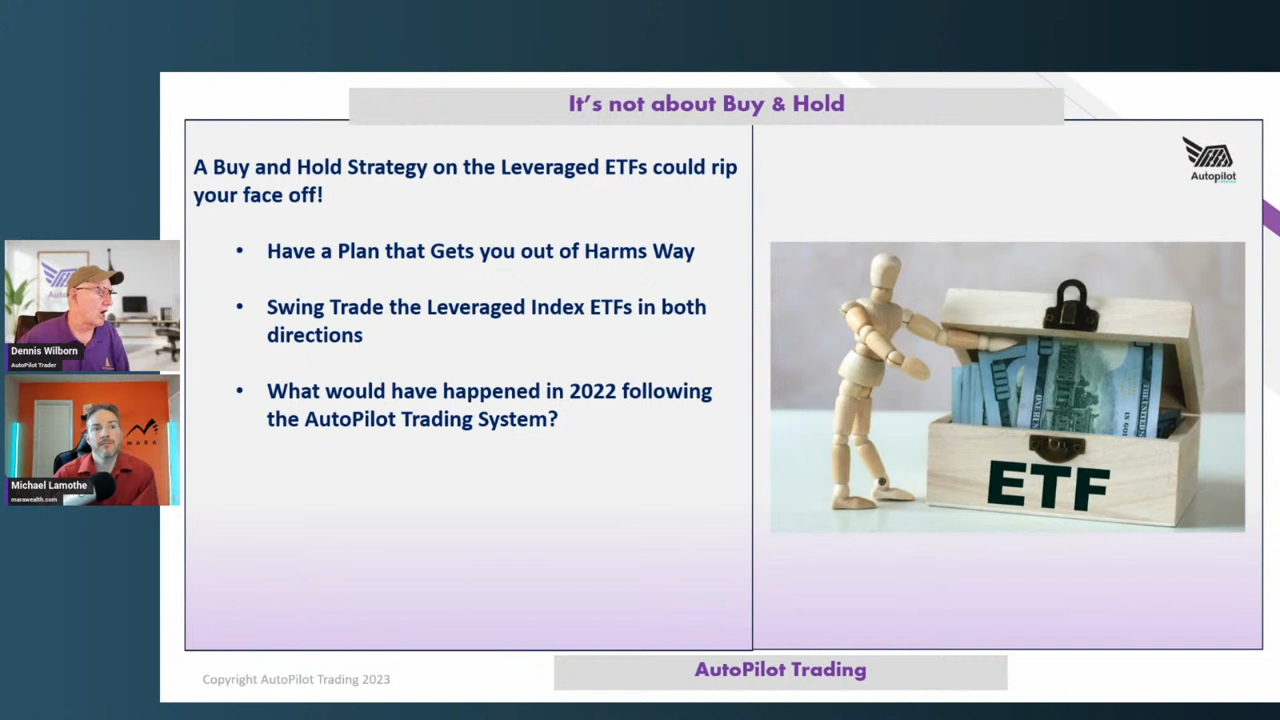 It's not about Buy & Hold
A Buy and Hold Strategy on the Leveraged ETFs could rip
your face off!
• Have a Plan that Gets you out of Harms Way
• Swing Trade the Leveraged Index ETFs in both
directions
• What would have happened in 2022 following
the AutoPilot Trading System?
Autopilot
TRADING
ETF
Dennis Wilborn
AutoPilot Trader
MARA
Michael Lamothe
marawealth.com
Copyright AutoPilot Trading 2023
AutoPilot Trading